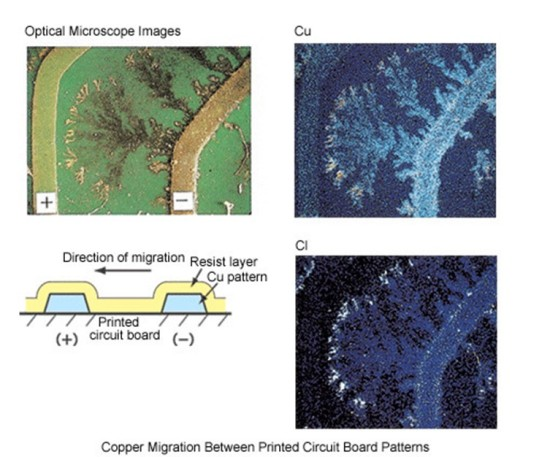 Optical Microscope Images
Cu
+
−
Cl
Direction of migration
Resist layer
Cu pattern
Printed
circuit board
(+)
(−)
Copper Migration Between Printed Circuit Board Patterns